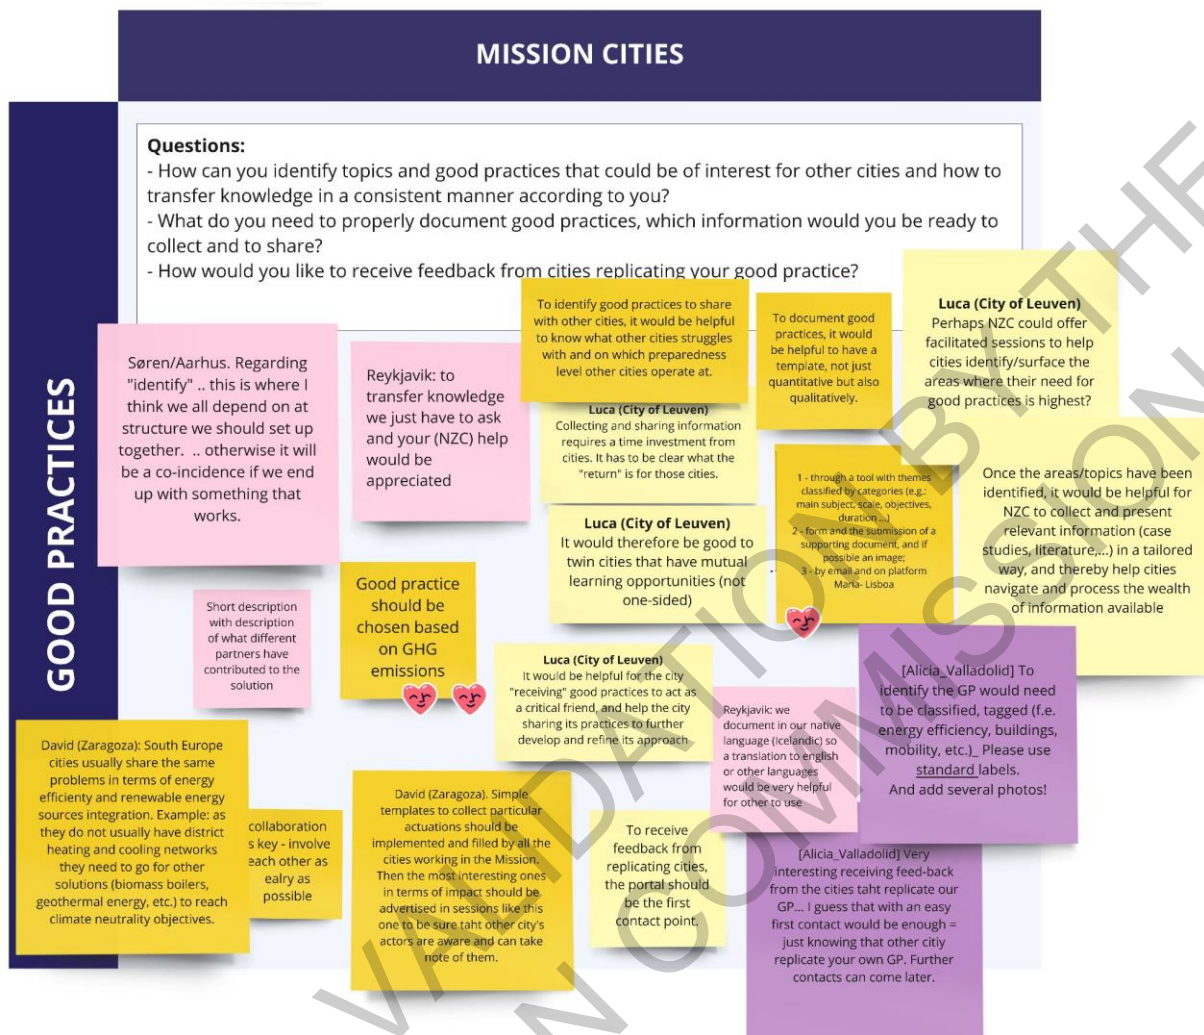 MISSION CITIES
GOOD PRACTICES
Questions:
- How can you identify topics and good practices that could be of interest for other cities and how to
transfer knowledge in a consistent manner according to you?
- What do you need to properly document good practices, which information would you be ready to
collect and to share?
- How would you like to receive feedback from cities replicating your good practice?
Søren/Aarhus. Regarding
"identify" .. this is where I
think we all depend on at
structure we should set up
together. .. otherwise it will
be a co-incidence if we end
up with something that
works.
Reykjavik: to
transfer knowledge
we just have to ask
and your (NZC) help
would be
appreciated
To identify good practices to share
with other cities, it would be helpful
to know what other cities struggles
with and on which preparedness
level other cities operate at.
To document good
practices, it would
be helpful to have a
template, not just
quantitative but also
qualitatively.
Luca (City of Leuven)
Perhaps NZC could offer
facilitated sessions to help
cities identify/surface the
areas where their need for
good practices is highest?
Luca (City of Leuven)
Collecting and sharing information
requires a time investment from
cities. It has to be clear what the
"return" is for those cities.
1 - through a tool with themes
classified by categories (e.g.:
main subject, scale, objectives,
duration ...)
2 - form and the submission of a
supporting document, and if
possible an image;
3 - by email and on platform
Maria- Lisboa
Once the areas/topics have been
identified, it would be helpful for
NZC to collect and present
relevant information (case
studies, literature,...) in a tailored
way, and thereby help cities
navigate and process the wealth
of information available
Luca (City of Leuven)
It would therefore be good to
twin cities that have mutual
learning opportunities (not
one-sided)
Short description
with description
of what different
partners have
contributed to the
solution
Good practice
should be
chosen based
on GHG
emissions
Luca (City of Leuven)
It would be helpful for the city
"receiving" good practices to act as
a critical friend, and help the city
sharing its practices to further
develop and refine its approach
Reykjavik: we
document in our native
language (Icelandic) so
a translation to english
or other languages
would be very helpful
for other to use
[Alicia_Valladolid] To
identify the GP would need
to be classified, tagged (f.e.
energy efficiency, buildings,
mobility, etc.)_ Please use
standard labels.
And add several photos!
David (Zaragoza): South Europe
cities usually share the same
problems in terms of energy
efficienty and renewable energy
sources integration. Example: as
they do not usually have district
heating and cooling networks
they need to go for other
solutions (biomass boilers,
geothermal energy, etc.) to reach
climate neutrality objectives.
collaboration
s key - involve
each other as
ealry as
possible
David (Zaragoza). Simple
templates to collect particular
actuations should be
implemented and filled by all the
cities working in the Mission.
Then the most interesting ones
in terms of impact should be
advertised in sessions like this
one to be sure taht other city's
actors are aware and can take
note of them.
To receive
feedback from
replicating cities,
the portal should
be the first
contact point.
[Alicia_Valladolid] Very
interesting receiving feed-back
from the cities taht replicate our
GP... I guess that with an easy
first contact would be enough =
just knowing that other citiy
replicate your own GP. Further
contacts can come later.
VALIDATION BY THE
N COMMISSION